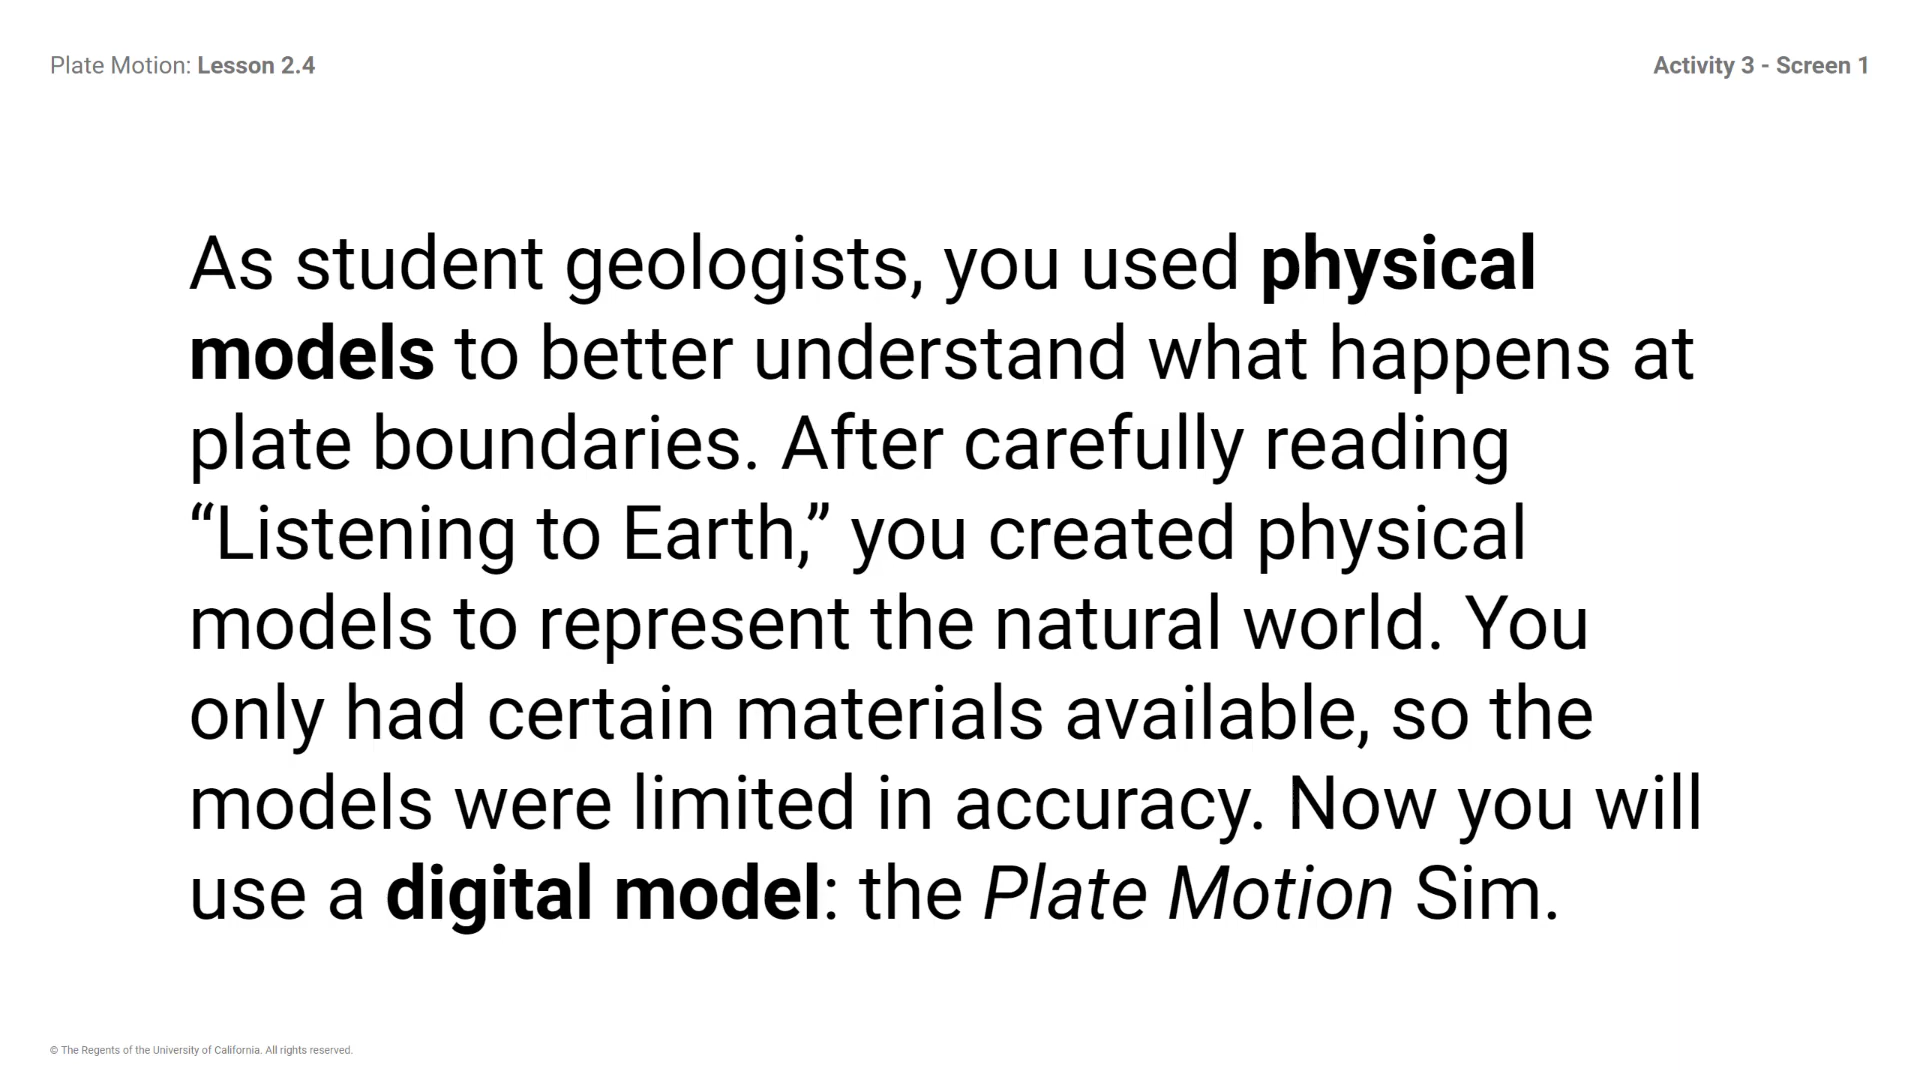 Plate Motion: Lesson 2.4
Activity 3 - Screen 1
As student geologists, you used physical
models to better understand what happens at
plate boundaries. After carefully reading
“Listening to Earth,” you created physical
models to represent the natural world. You
only had certain materials available, so the
models were limited in accuracy. Now you will
use a digital model: the Plate Motion Sim.
© The Regents of the University of California. All rights reserved.